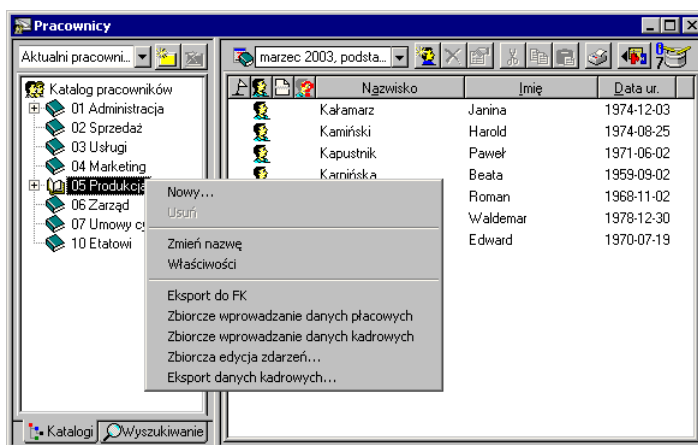 Pracownicy
Aktualni pracowni...
marzec 2003, podsta...
Katalog pracowników
01 Administracja
02 Sprzedaż
03 Usługi
04 Marketing
05 Produkcja
06 Zarząd
07 Umowy
10 Etatowi
Nazwisko Imię Data ur.
Kałamarz Janina 1974-12-03
Kamiński Harold 1974-08-25
Kapustnik Paweł 1971-06-02
Karpińska Beata 1959-09-02
Roman 1968-11-02
Waldemar 1978-12-30
Edward 1970-07-19
Nowy...
Usuń
Zmień nazwę
Właściwości
Eksport do FK
Zbiorcze wprowadzanie danych płacowych
Zbiorcze wprowadzanie danych kadrowych
Zbiorcza edycja zdarzeń...
Eksport danych kadrowych...
Katalogi Wyszukiwanie